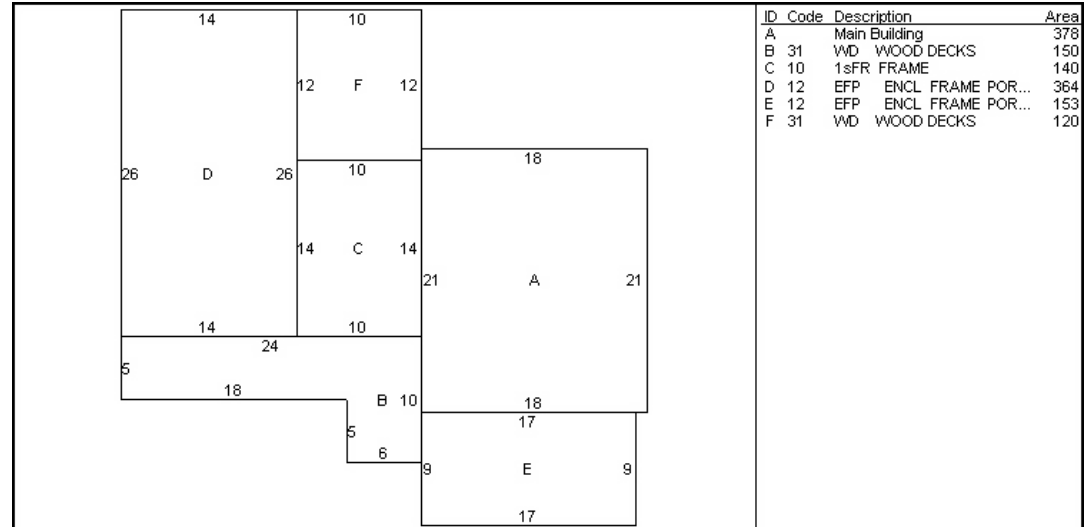 14
10
12 F 12
18
26 D 26
10
14 C 14
21 A 21
14
10
24
5
18
B 10
18
17
5
6
9 E 9
17
ID Code Description Area
A Main Building 378
B 31 WD WOOD DECKS 150
C 10 1sFR FRAME 140
D 12 EFP ENCL FRAME POR... 364
E 12 EFP ENCL FRAME POR... 153
F 31 WD WOOD DECKS 120